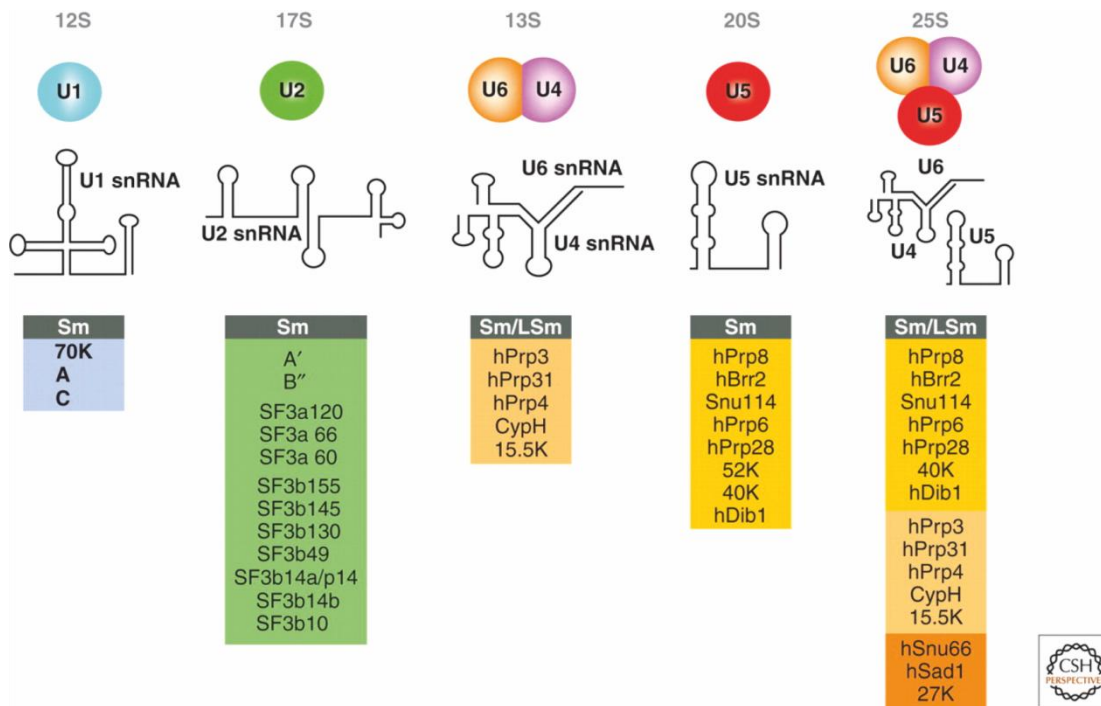 12S
17S
13S
20S
25S
U1
U2
U6 U4
U5
U6 U4
U5
U1 snRNA
U2 snRNA
U6 snRNA
U4 snRNA
U5 snRNA
U6
U4
U5
Sm
70K
A
C
Sm
A′
B″
SF3a120
SF3a 66
SF3a 60
SF3b155
SF3b145
SF3b130
SF3b49
SF3b14a/p14
SF3b14b
SF3b10
Sm/LSm
hPrp3
hPrp31
hPrp4
CypH
15.5K
Sm
hPrp8
hBrr2
Snu114
hPrp6
hPrp28
52K
40K
hDib1
Sm/LSm
hPrp8
hBrr2
Snu114
hPrp6
hPrp28
40K
hDib1
hPrp3
hPrp31
hPrp4
CypH
15.5K
hSnu66
hSad1
27K
CSH